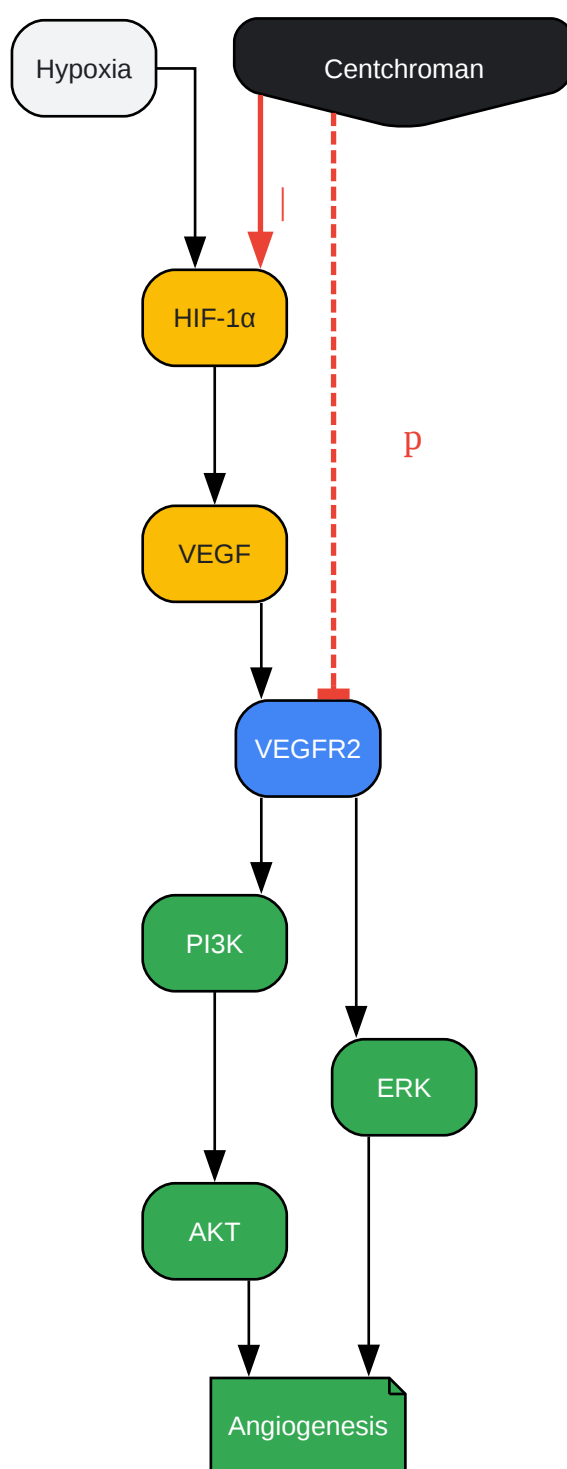 Hypoxia
Centchroman
|
HIF-1α
p
VEGF
VEGFR2
PI3K
ERK
AKT
Angiogenesis